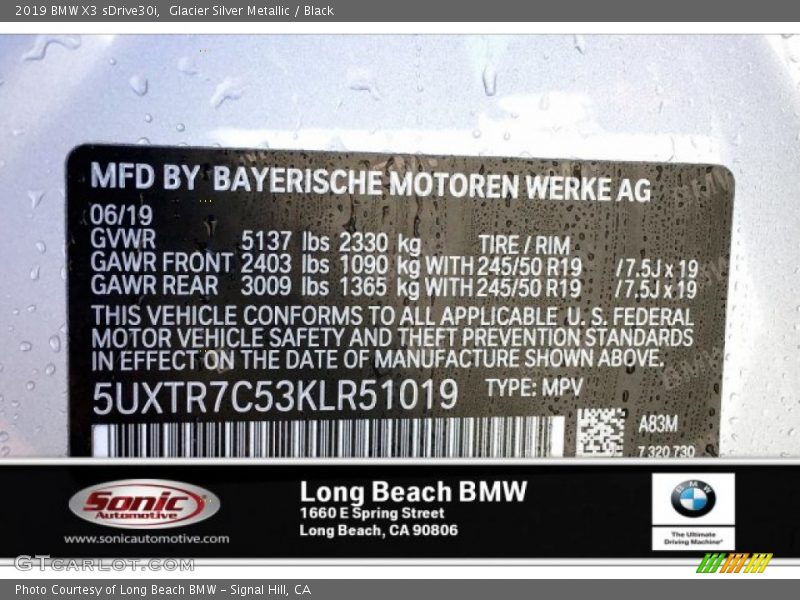 2019 BMW X3 sDrive30i,  Glacier Silver Metallic / Black
MFD BY BAYERISCHE MOTOREN WERKE AG
06/19
GVWR 5137 lbs 2330 kg TIRE / RIM
GAWR FRONT 2403 lbs 1090 kg WITH 245/50 R19 / 7.5J x 19
GAWR REAR 3009 lbs 1365 kg WITH 245/50 R19 / 7.5J x 19
THIS VEHICLE CONFORMS TO ALL APPLICABLE U. S. FEDERAL
MOTOR VEHICLE SAFETY AND THEFT PREVENTION STANDARDS
IN EFFECT ON THE DATE OF MANUFACTURE SHOWN ABOVE.
5UXTR7C53KLR51019 TYPE: MPV
A83M
7 320 730
Sonic
Automotive
www.sonicautomotive.com
Long Beach BMW
1660 E Spring Street
Long Beach, CA 90806
BMW
The Ultimate
Driving Machine®
GTcarlot.com
Photo Courtesy of Long Beach BMW – Signal Hill, CA